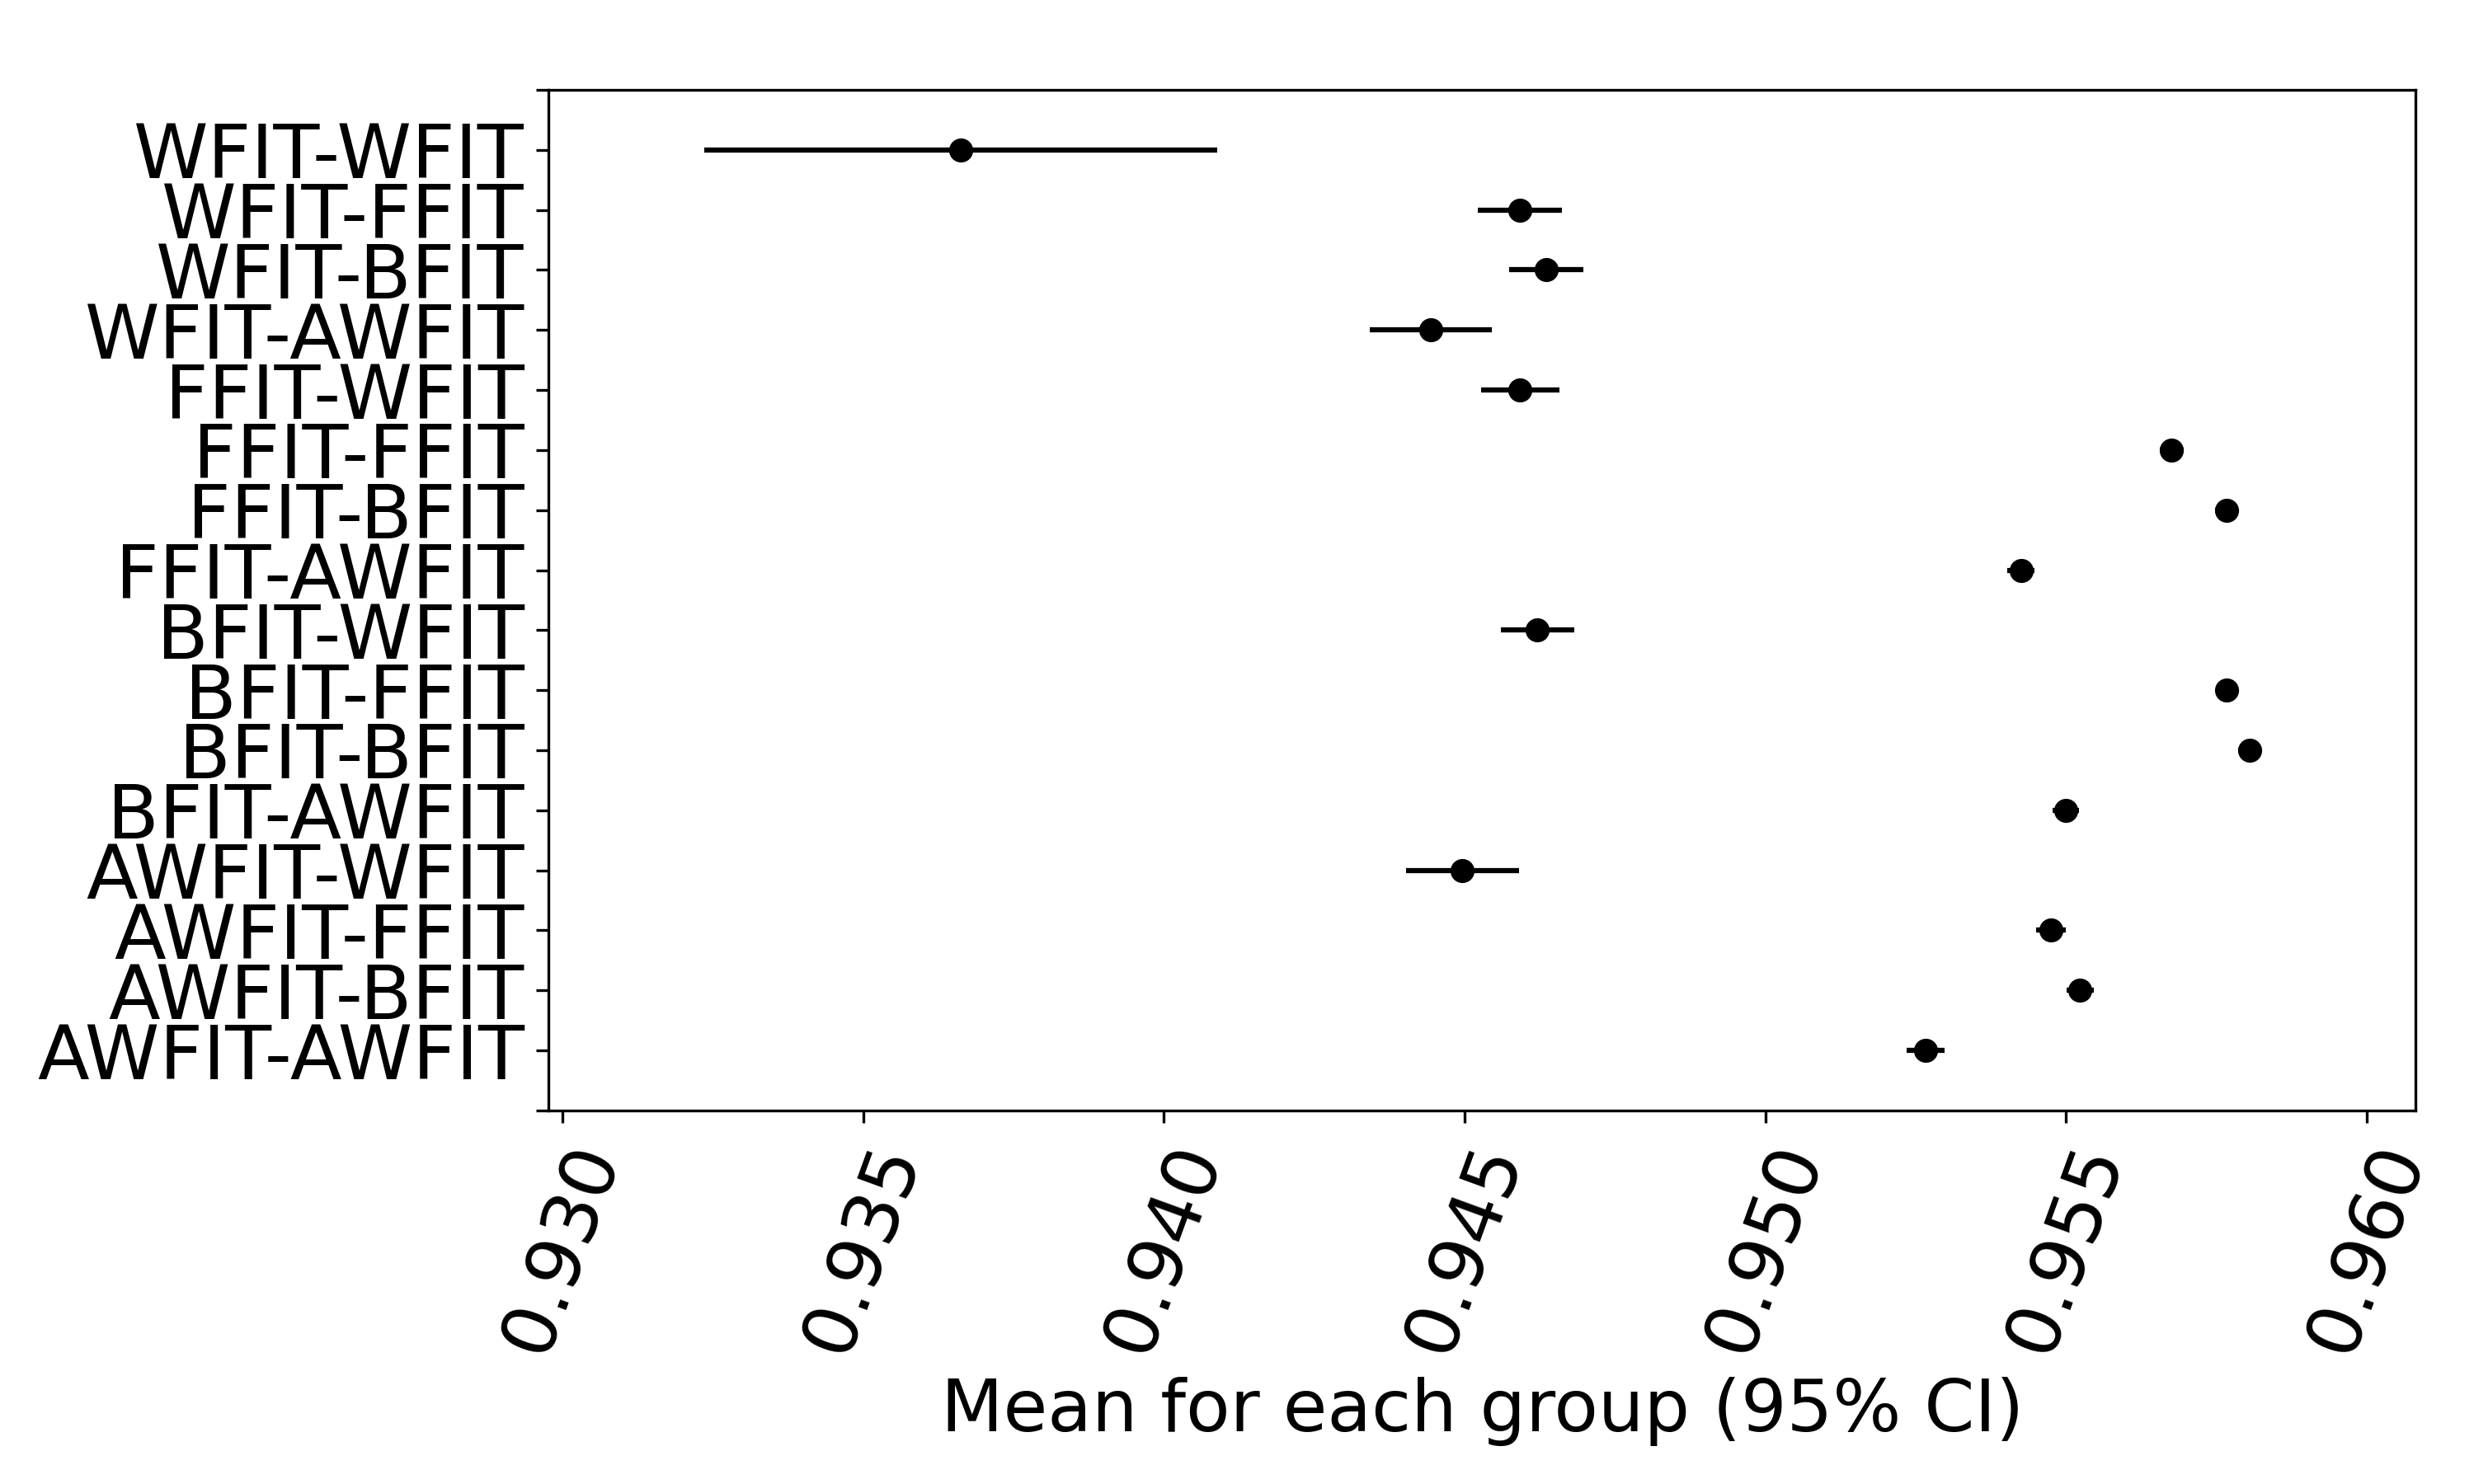 WFIT-WFIT
WFIT-FFIT
WFIT-BFIT
WFIT-AWFIT
FFIT-WFIT
FFIT-FFIT
FFIT-BFIT
FFIT-AWFIT
BFIT-WFIT
BFIT-FFIT
BFIT-BFIT
BFIT-AWFIT
AWFIT-WFIT
AWFIT-FFIT
AWFIT-BFIT
AWFIT-AWFIT
0.930 0.935 0.940 0.945 0.950 0.955 0.960
Mean for each group (95% CI)